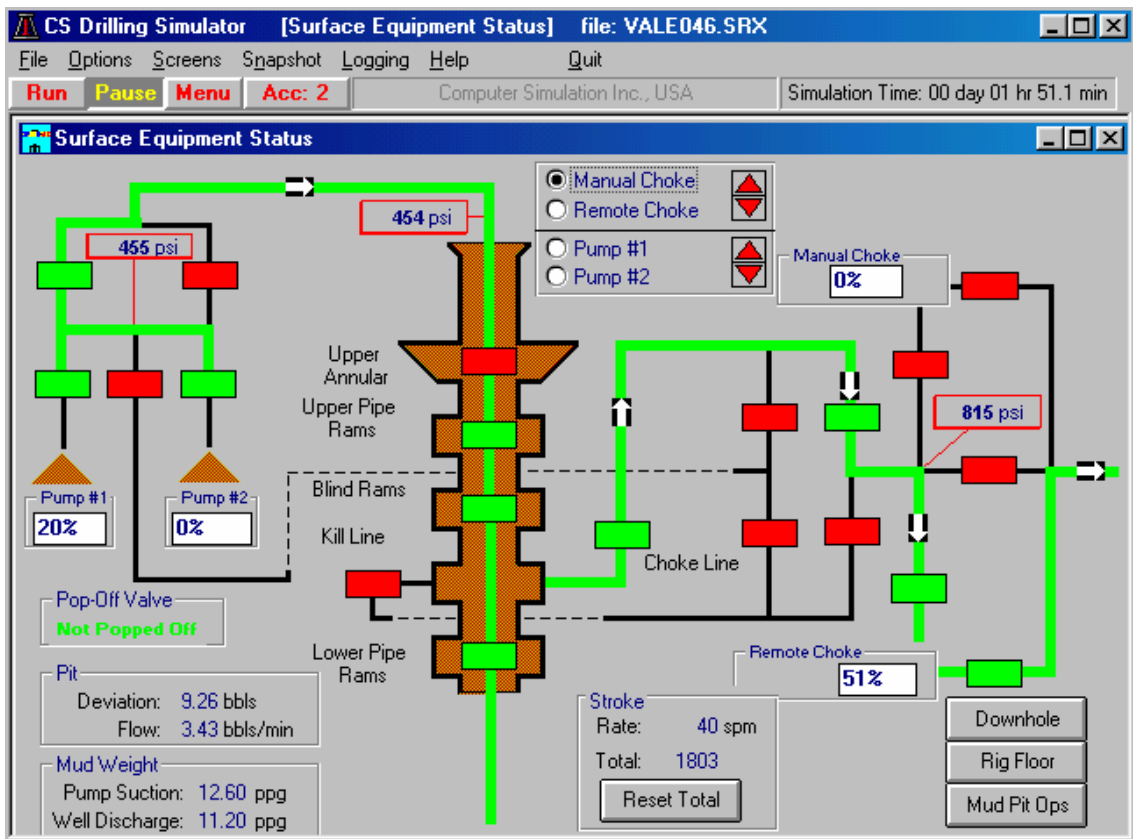 CS Drilling Simulator [Surface Equipment Status] file: VALE046.SRX
File Options Screens Snapshot Logging Help Quit
Run Pause Menu Acc: 2 Computer Simulation Inc., USA Simulation Time: 00 day 01 hr 51.1 min
Surface Equipment Status
Manual Choke
Remote Choke
Pump #1
Pump #2
454 psi
455 psi
Manual Choke
0%
Upper
Annular
Upper Pipe
Rams
815 psi
Blind Rams
Pump #1
20%
Pump #2
0%
Kill Line
Choke Line
Pop-Off Valve
Not Popped Off
Lower Pipe
Rams
Remote Choke
51%
Pit
Deviation: 9.26 bbls
Flow: 3.43 bbls/min
Stroke
Rate: 40 spm
Total: 1803
Reset Total
Downhole
Rig Floor
Mud Pit Ops
Mud Weight
Pump Suction: 12.60 ppg
Well Discharge: 11.20 ppg